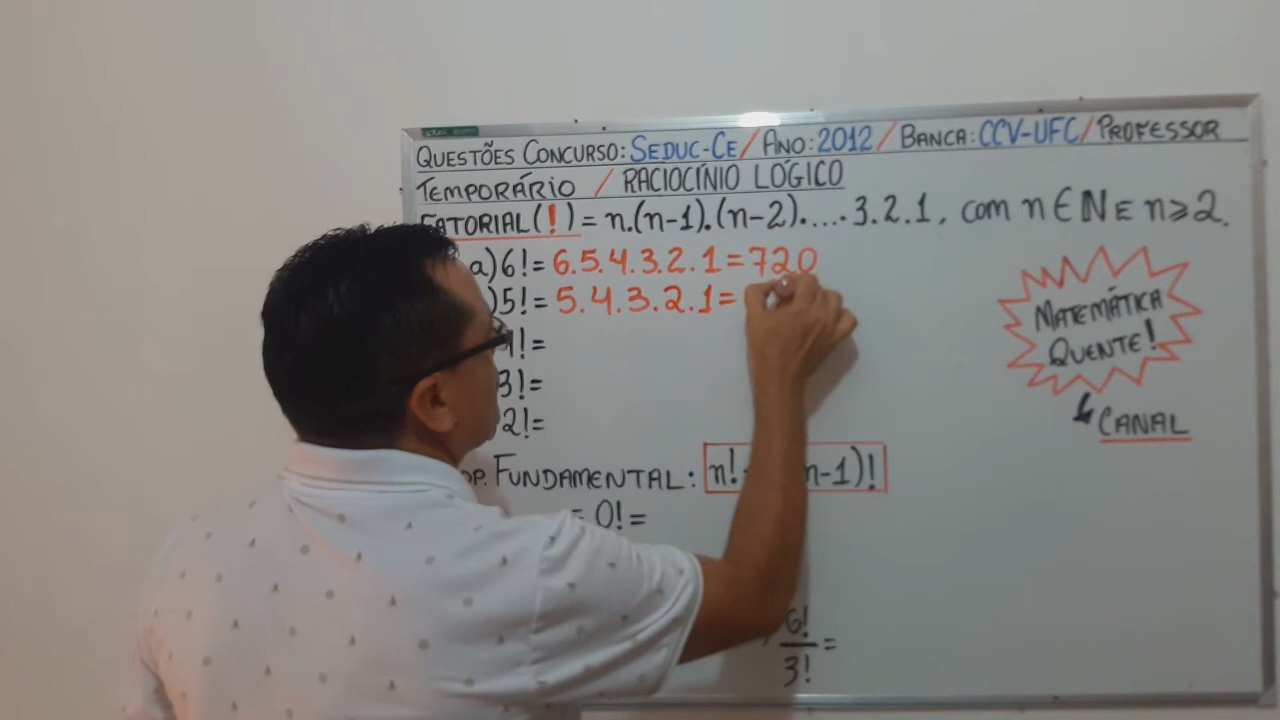 QUESTÕES CONCURSO: SEDUC-CE / ANO: 2012 / BANCA: CCV-UFC / PROFESSOR
TEMPORÁRIO / RACIOCÍNIO LÓGICO
FATORIAL (!) = n.(n-1).(n-2).....3.2.1, com n ∈ N E n ⩾ 2.
a) 6! = 6.5.4.3.2.1 = 720
)5! = 5.4.3.2.1 =
! =
3! =
2! =
OP. FUNDAMENTAL: n! n-1)!
= 0! =
6!
3! =
MATEMÁTICA
QUENTE!
CANAL